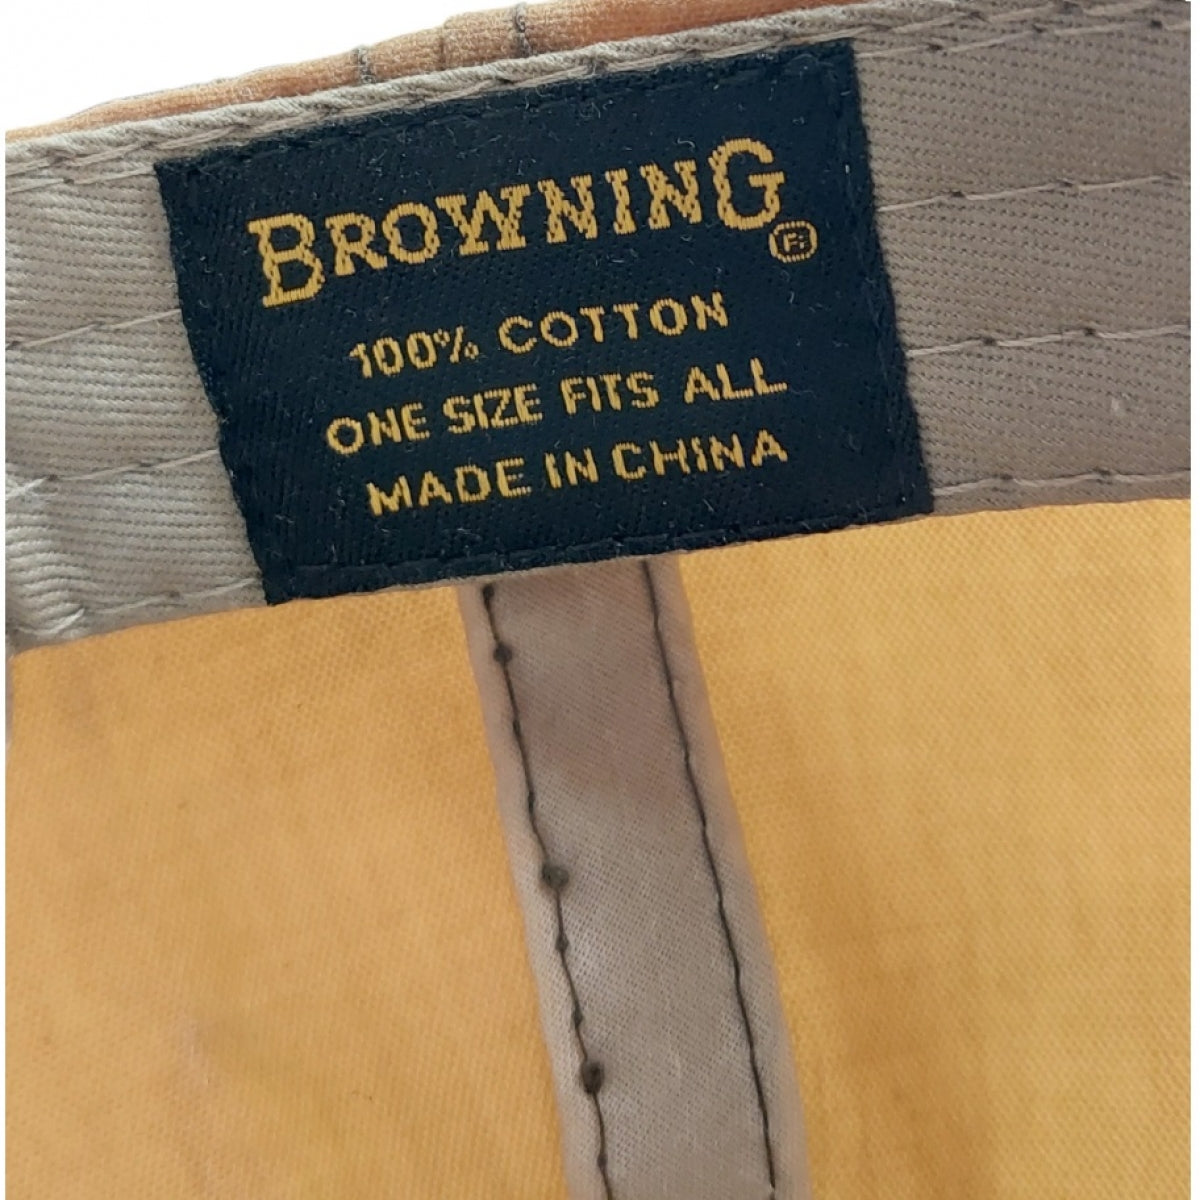 BROWNING®
100% COTTON
ONE SIZE FITS ALL
MADE IN CHINA